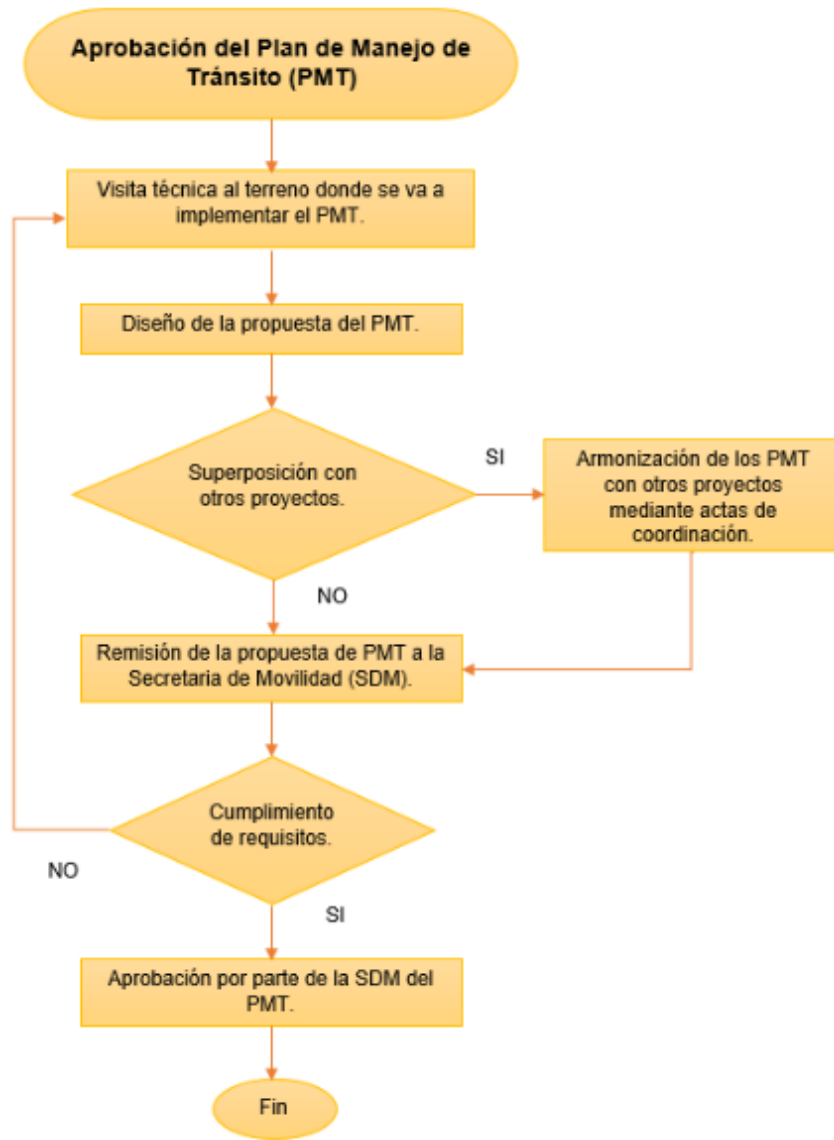 Aprobación del Plan de Manejo de
Tránsito (PMT)
Visita técnica al terreno donde se va a
implementar el PMT.
Diseño de la propuesta del PMT.
Superposición con
otros proyectos.
SI
Armonización de los PMT
con otros proyectos
mediante actas de
coordinación.
NO
Remisión de la propuesta de PMT a la
Secretaria de Movilidad (SDM).
Cumplimiento
de requisitos.
NO
SI
Aprobación por parte de la SDM del
PMT.
Fin